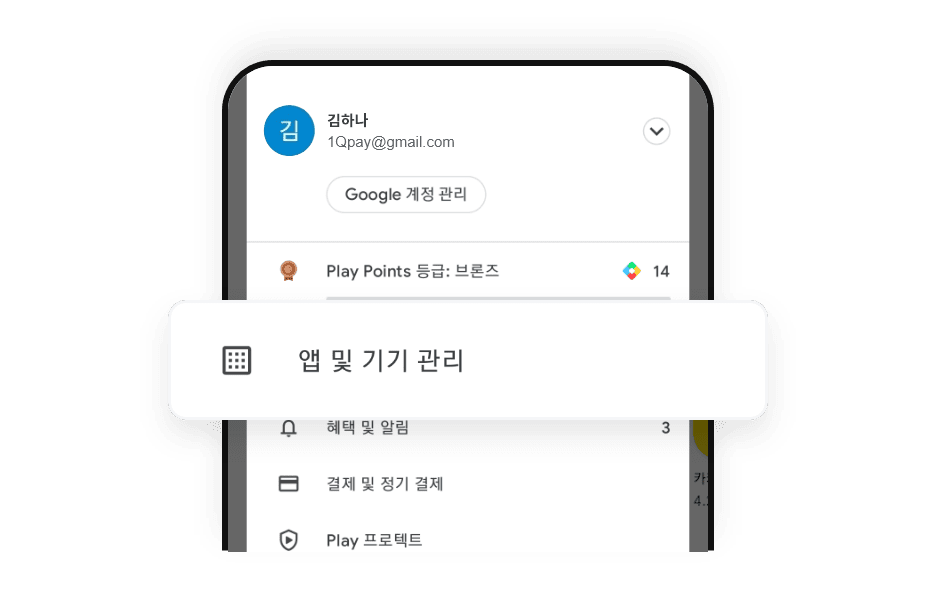 김
김하나
1Qpay@gmail.com
Google 계정 관리
Play Points 등급: 브론즈 14
앱 및 기기 관리
혜택 및 알림 3
결제 및 정기 결제
Play 프로텍트